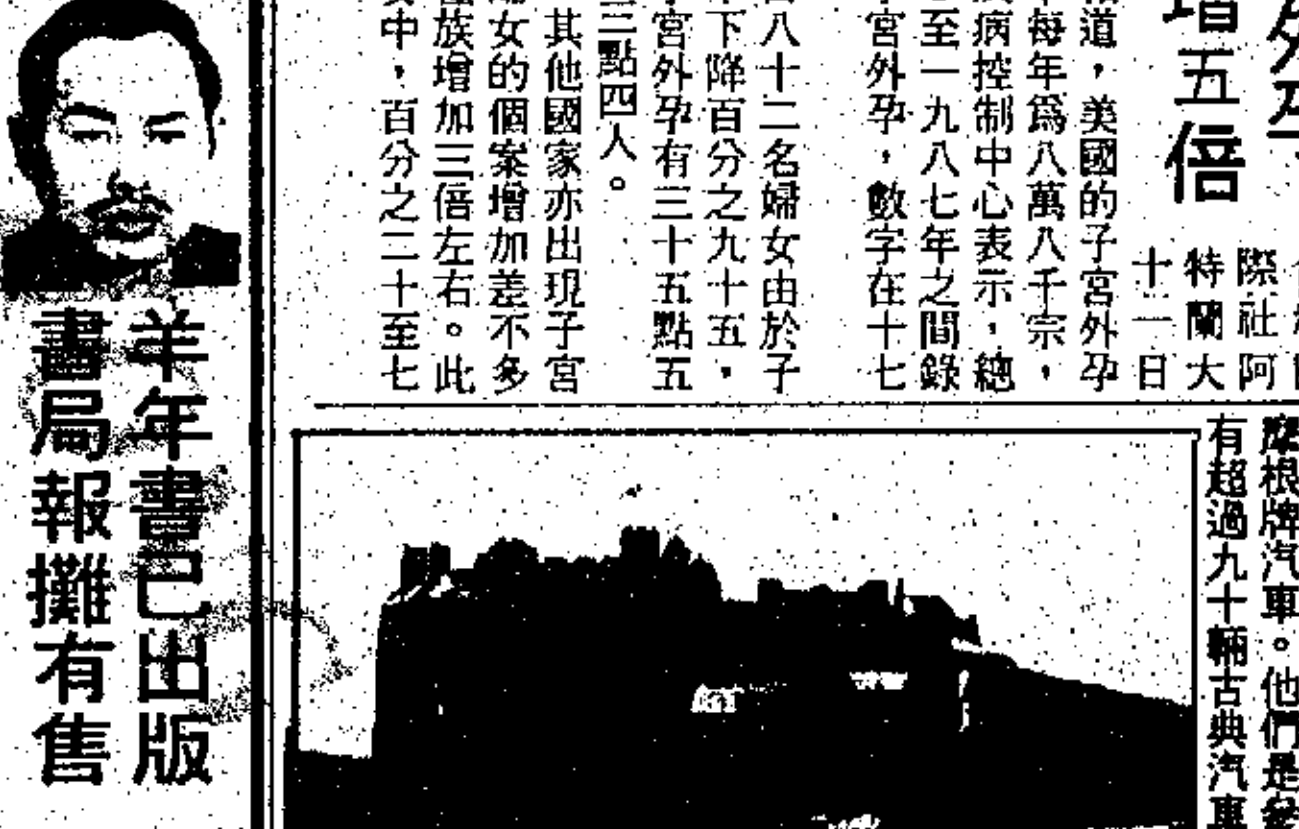 外孕
增五倍
際社阿
特蘭大
十一日
道，美國的子宮外孕
每年爲八萬八千宗，
病控制中心表示，總
至一九八七年之間錄
宮外孕，數字在十七
八十二名婦女由於子
下降百分之九十五，
宮外孕有三十五點五
三點四人。
其他國家亦出現子宮
女的個案增加差不多
族增加三倍左右。此
中，百分之二十至七
摩根牌汽車。他們是參
有超過九十輛古典汽車
羊年書已出版
書局報攤有售